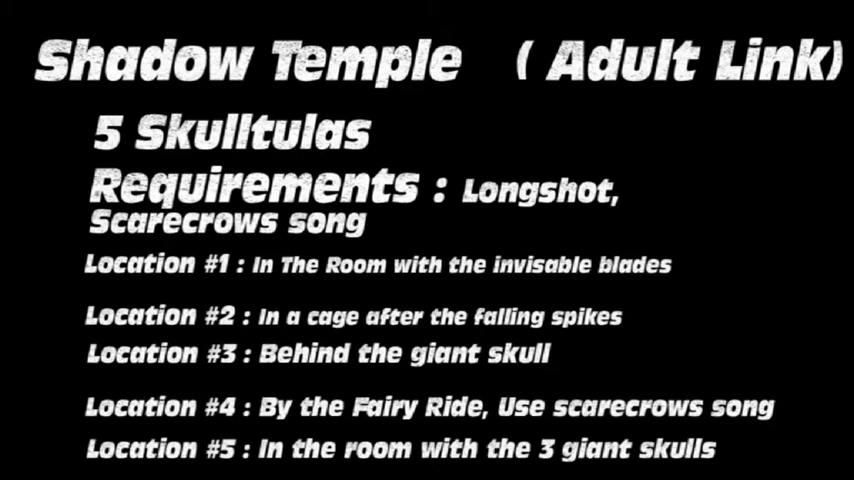 Shadow Temple ( Adult Link)
5 Skulltulas
Requirements : Longshot,
Scarecrows song
Location #1 : In The Room with the invisable blades
Location #2 : In a cage after the falling spikes
Location #3 : Behind the giant skull
Location #4 : By the Fairy Ride, Use scarecrows song
Location #5 : In the room with the 3 giant skulls